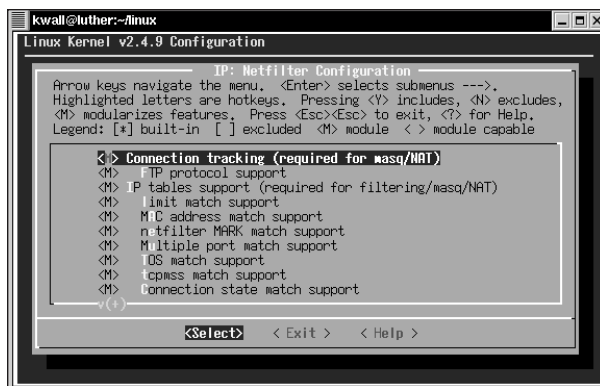 kwall@luther:~/linux
Linux Kernel v2.4.9 Configuration
IP: Netfilter Configuration
Arrow keys navigate the menu. <Enter> selects submenus --->.
Highlighted letters are hotkeys. Pressing <Y> includes, <N> excludes,
<M> modularizes features. Press <Esc><Esc> to exit, <?> for Help.
Legend: [*] built-in [ ] excluded <M> module < > module capable
<M> Connection tracking (required for masq/NAT)
<M> FTP protocol support
<M> IP tables support (required for filtering/masq/NAT)
<M> limit match support
<M> MAC address match support
<M> netfilter MARK match support
<M> Multiple port match support
<M> TOS match support
<M> tcpmss match support
<M> Connection state match support
v(+)
<Select> < Exit > < Help >